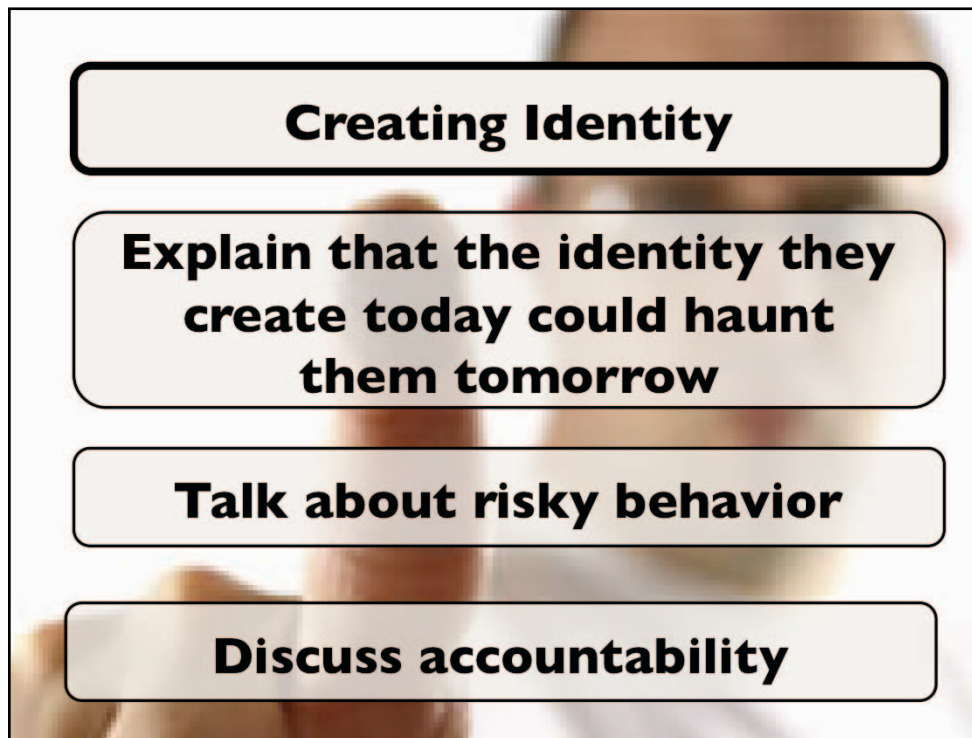 Creating Identity
Explain that the identity they
create today could haunt
them tomorrow
Talk about risky behavior
Discuss accountability